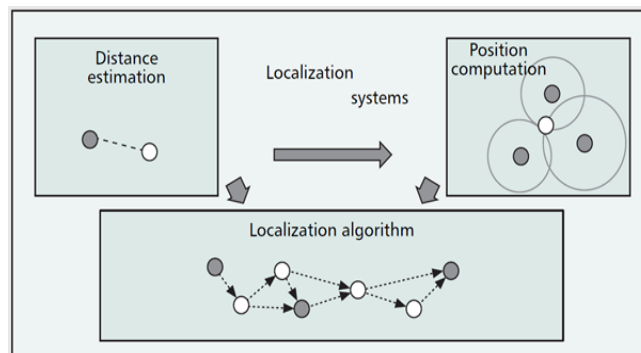 Distance
estimation
Localization
systems
Position
computation
Localization algorithm